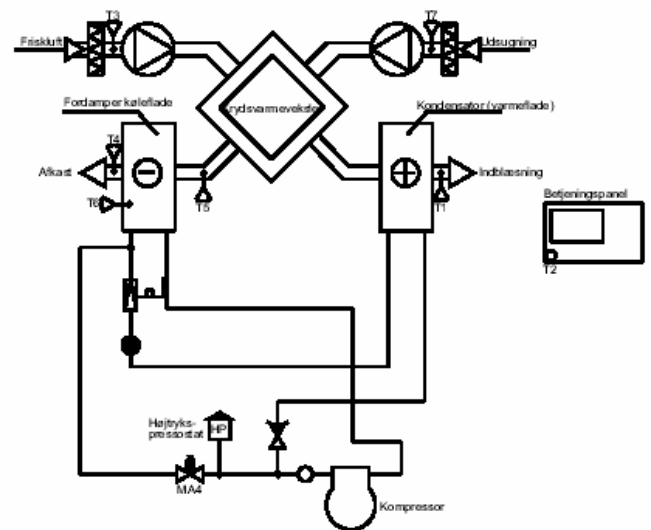 T3
T7
Friskluft
Udsugning
Fordamper køleflade
Krydsvarmeveksler
Kondensator (varmeflade)
T4
Afkast
Indblæsning
T6
T5
T1
Betjeningspanel
T2
Højtryks-
pressostat
HP
MA4
Kompressor